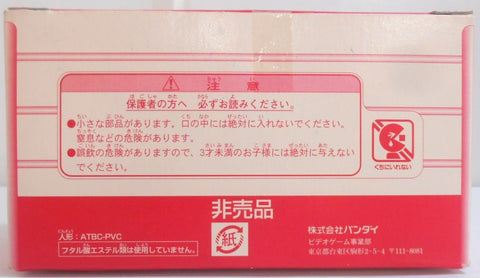 ⚠ 注意
保護者の方へ 必ずお読みください。
●小さな部品があります。口の中には絶対に入れないでください。
窒息などの危険があります。
●誤飲の危険がありますので、3才未満のお子様には絶対に与えない
でください。
くちにいれない
非売品
人形：ATBC-PVC
フタル酸エステル類は使用していません。
紙
株式会社バンダイ
ビデオゲーム事業部
東京都台東区駒形2-5-4 〒111-8081